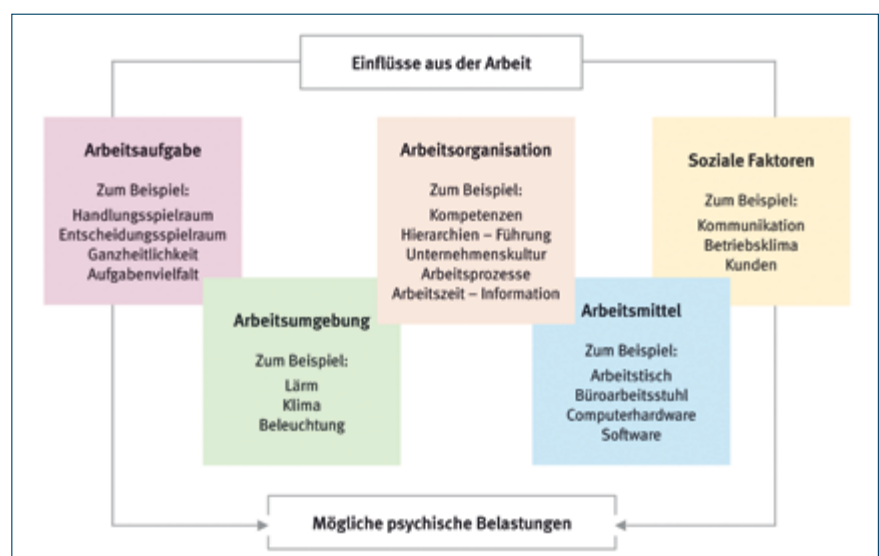 Einflüsse aus der Arbeit
Arbeitsaufgabe
Zum Beispiel:
Handlungsspielraum
Entscheidungsspielraum
Ganzheitlichkeit
Aufgabenvielfalt
Arbeitsorganisation
Zum Beispiel:
Kompetenzen
Hierarchien – Führung
Unternehmenskultur
Arbeitsprozesse
Arbeitszeit – Information
Soziale Faktoren
Zum Beispiel:
Kommunikation
Betriebsklima
Kunden
Arbeitsumgebung
Zum Beispiel:
Lärm
Klima
Beleuchtung
Arbeitsmittel
Zum Beispiel:
Arbeitstisch
Büroarbeitsstuhl
Computerhardware
Software
Mögliche psychische Belastungen